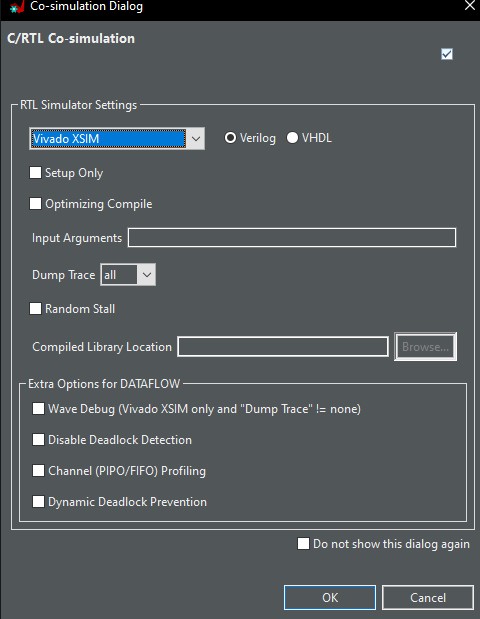 Co-simulation Dialog
C/RTL Co-simulation
RTL Simulator Settings
Vivado XSIM Verilog VHDL
Setup Only
Optimizing Compile
Input Arguments
Dump Trace all
Random Stall
Compiled Library Location Browse...
Extra Options for DATAFLOW
Wave Debug (Vivado XSIM only and "Dump Trace" != none)
Disable Deadlock Detection
Channel (PIPO/FIFO) Profiling
Dynamic Deadlock Prevention
Do not show this dialog again
OK Cancel